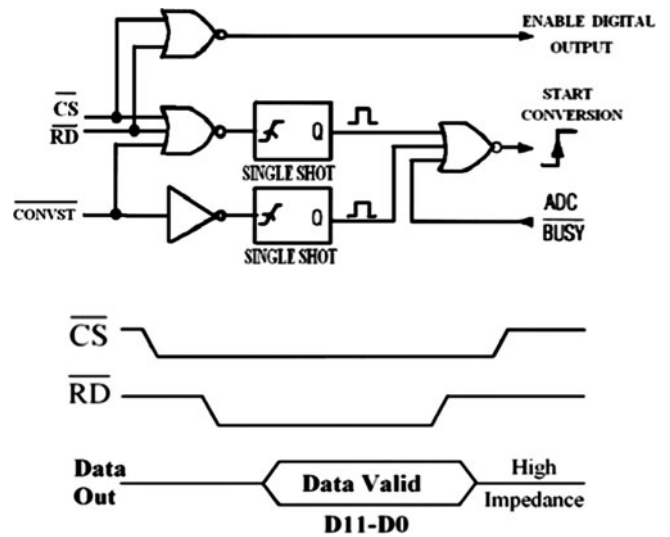 ENABLE DIGITAL
OUTPUT
CS
RD
START
CONVERSION
Q
SINGLE SHOT
CONVST
Q
SINGLE SHOT
ADC
BUSY
CS
RD
Data
Out
Data Valid
D11-D0
High
Impedance